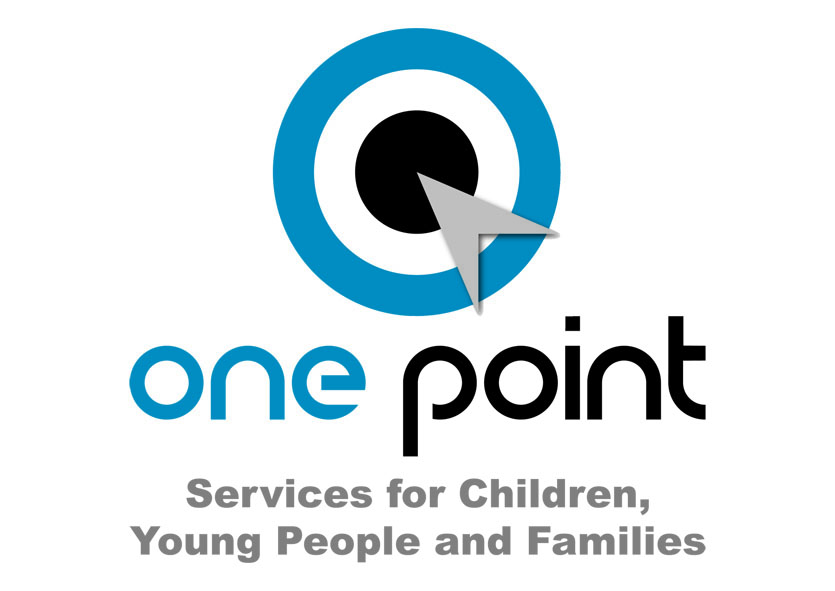 one point
Services for Children,
Young People and Families